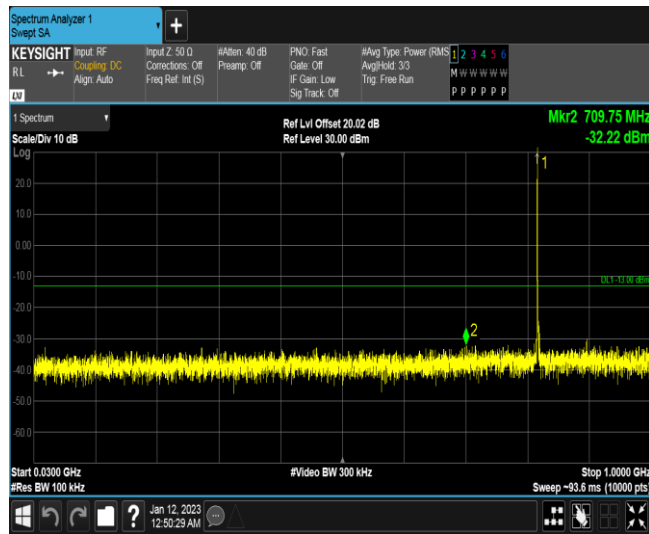 Spectrum Analyzer 1
Swept SA
+
KEYSIGHT
RL
LXI
Input: RF
Coupling: DC
Align: Auto
Input Z: 50 Ω
Corrections: Off
Freq Ref: Int (S)
#Atten: 40 dB
Preamp: Off
PNO: Fast
Gate: Off
IF Gain: Low
Sig Track: Off
#Avg Type: Power (RMS
Avg|Hold: 3/3
Trig: Free Run
1 2 3 4 5 6
M W W W W W
P P P P P P
1 Spectrum
Scale/Div 10 dB
Log
Ref Lvl Offset 20.02 dB
Ref Level 30.00 dBm
Mkr2 709.75 MHz
-32.22 dBm
1
20.0
10.0
0.00
-10.0
DL1 -13.00 dBm
-20.0
-30.0
2
-40.0
-50.0
-60.0
Start 0.0300 GHz
#Res BW 100 kHz
#Video BW 300 kHz
Stop 1.0000 GHz
Sweep ~93.6 ms (10000 pts)
?
Jan 12, 2023
12:50:29 AM